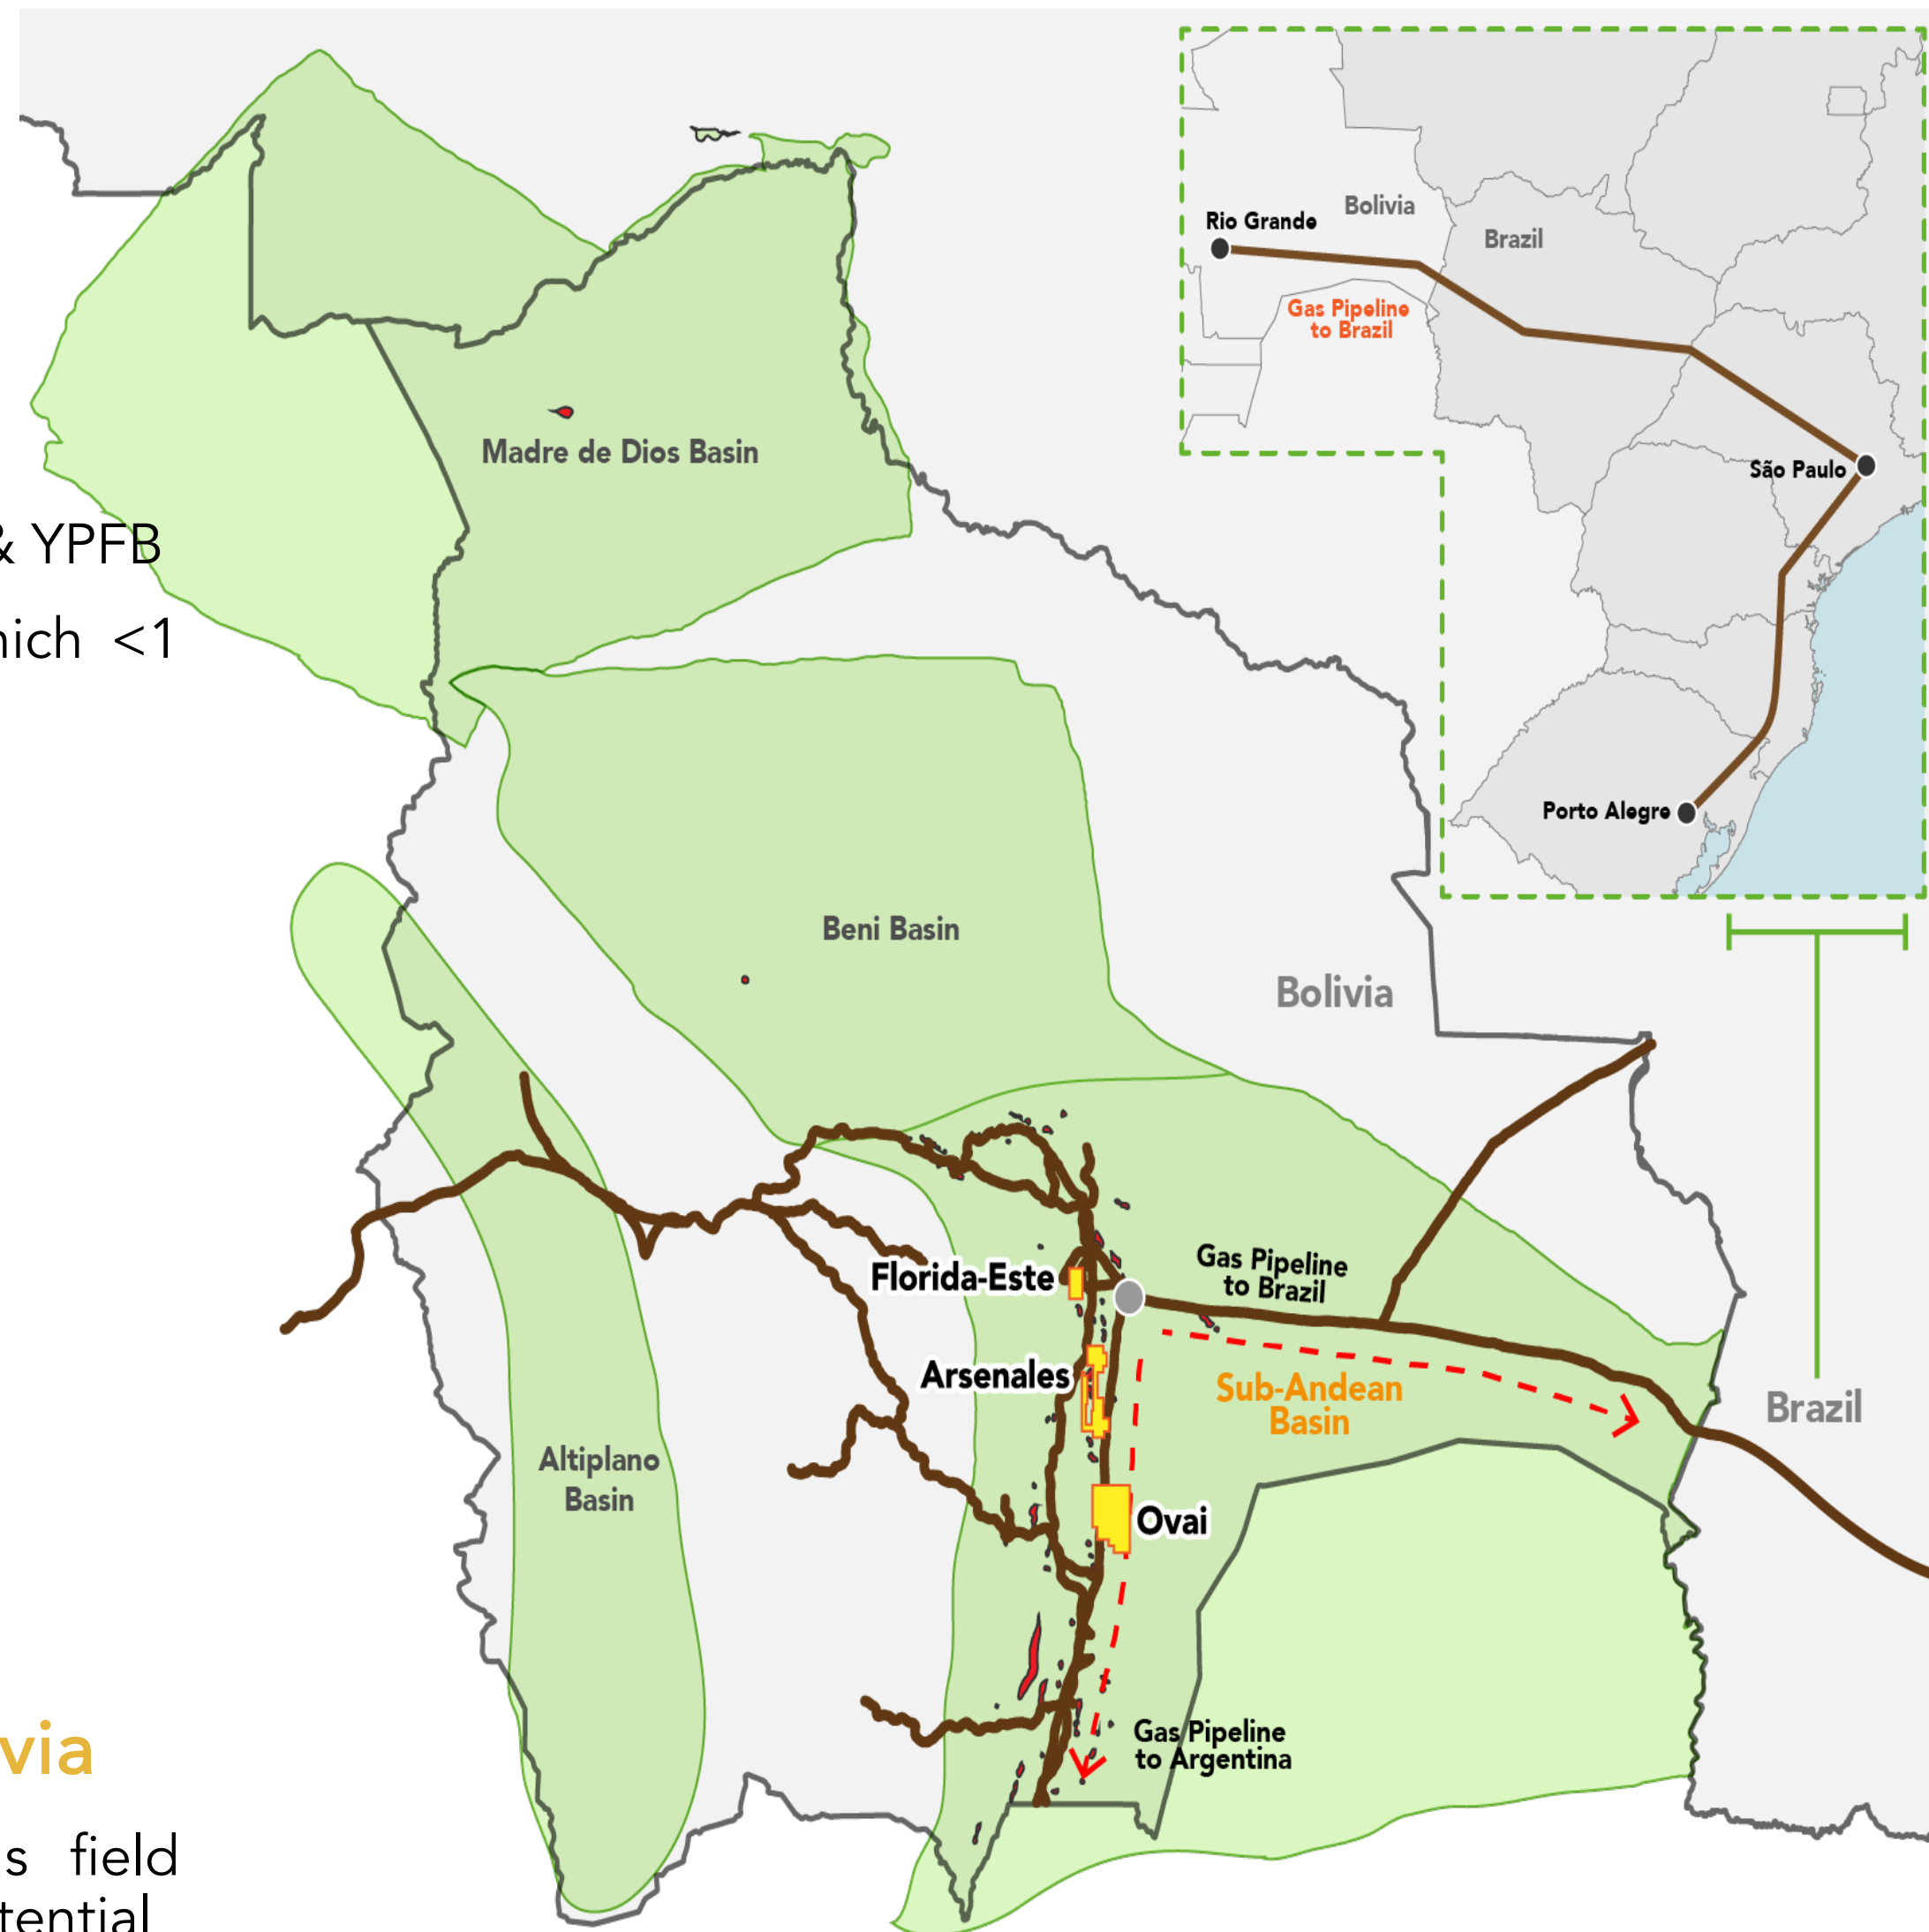 Bolivia
Rio Grande
Brazil
Gas Pipeline
to Brazil
São Paulo
Porto Alegre
Madre de Dios Basin
& YPFB
<1
Beni Basin
Bolivia
Gas Pipeline
to Brazil
Florida-Este
Arsenales
Sub-Andean
Basin
Brazil
Altiplano
Basin
Ovai
Gas Pipeline
to Argentina
via
s field
tential